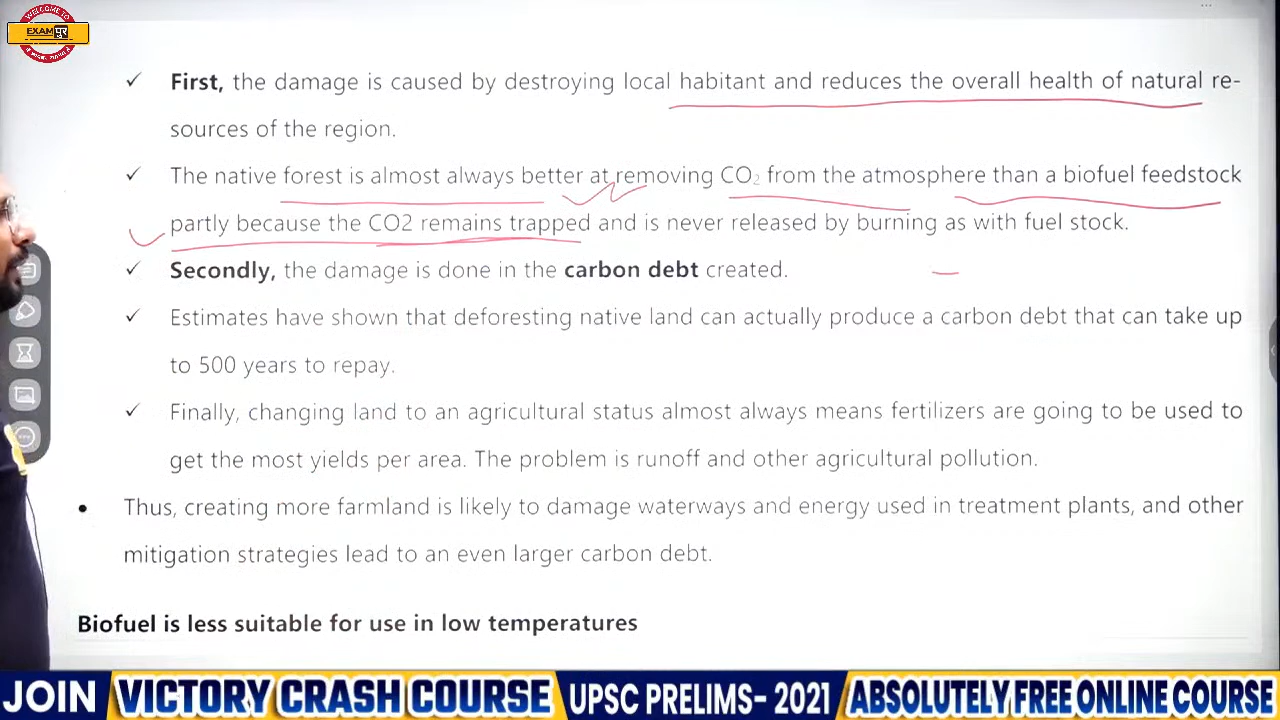 WELCOME TO
EXAM पुर
First, the damage is caused by destroying local habitant and reduces the overall health of natural re-
sources of the region.
The native forest is almost always better at removing CO₂ from the atmosphere than a biofuel feedstock
partly because the CO2 remains trapped and is never released by burning as with fuel stock.
Secondly, the damage is done in the carbon debt created.
Estimates have shown that deforesting native land can actually produce a carbon debt that can take up
to 500 years to repay.
Finally, changing land to an agricultural status almost always means fertilizers are going to be used to
get the most yields per area. The problem is runoff and other agricultural pollution.
Thus, creating more farmland is likely to damage waterways and energy used in treatment plants, and other
mitigation strategies lead to an even larger carbon debt.
Biofuel is less suitable for use in low temperatures
JOIN VICTORY CRASH COURSE UPSC PRELIMS- 2021 ABSOLUTELY FREE ONLINE COURSE